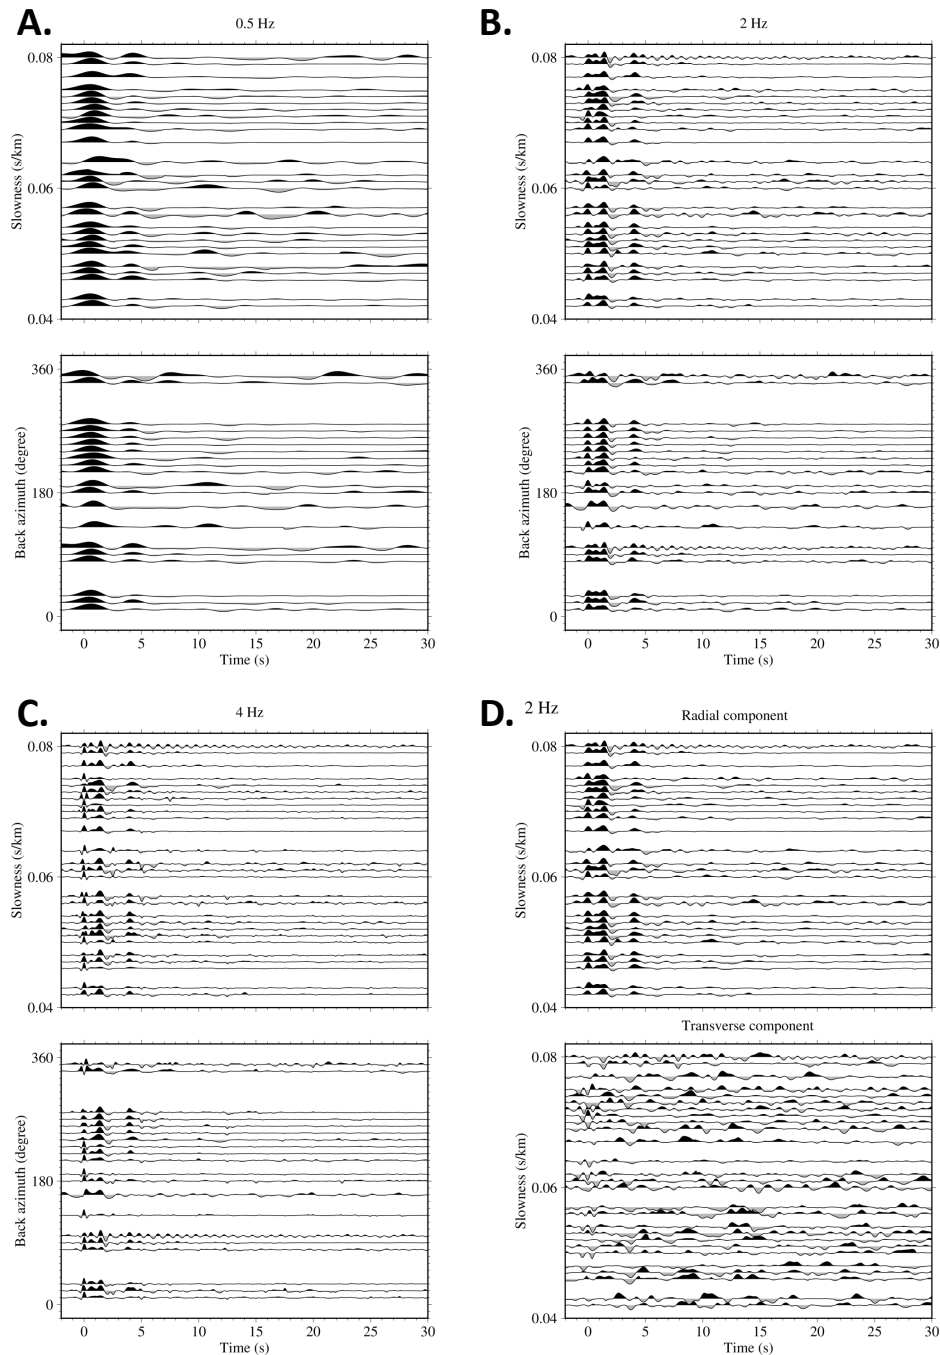 A.
0.5 Hz
0.08
0.06
0.04
Slowness (s/km)
360
180
0
Back azimuth (degree)
0 5 10 15 20 25 30
Time (s)
B.
2 Hz
0.08
0.06
0.04
Slowness (s/km)
360
180
0
Back azimuth (degree)
0 5 10 15 20 25 30
Time (s)
C.
4 Hz
0.08
0.06
0.04
Slowness (s/km)
360
180
0
Back azimuth (degree)
0 5 10 15 20 25 30
Time (s)
D.
2 Hz
Radial component
0.08
0.06
0.04
Slowness (s/km)
Transverse component
0.08
0.06
0.04
Slowness (s/km)
0 5 10 15 20 25 30
Time (s)